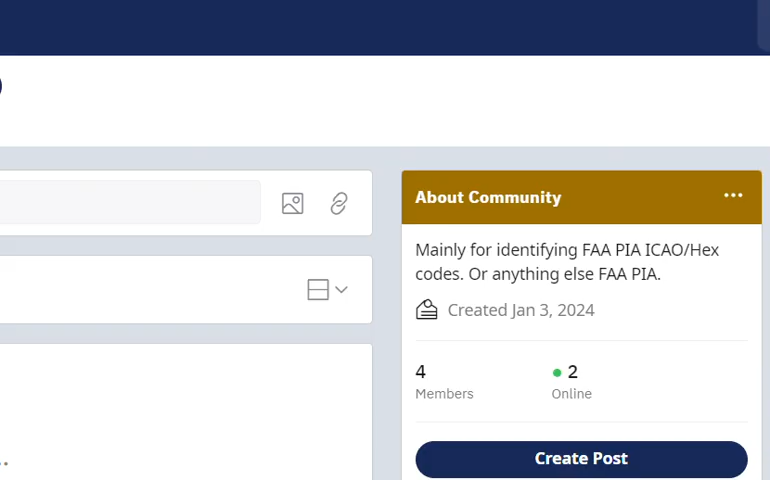 About Community
Mainly for identifying FAA PIA ICAO/Hex
codes. Or anything else FAA PIA.
Created Jan 3, 2024
4
Members
2
Online
Create Post